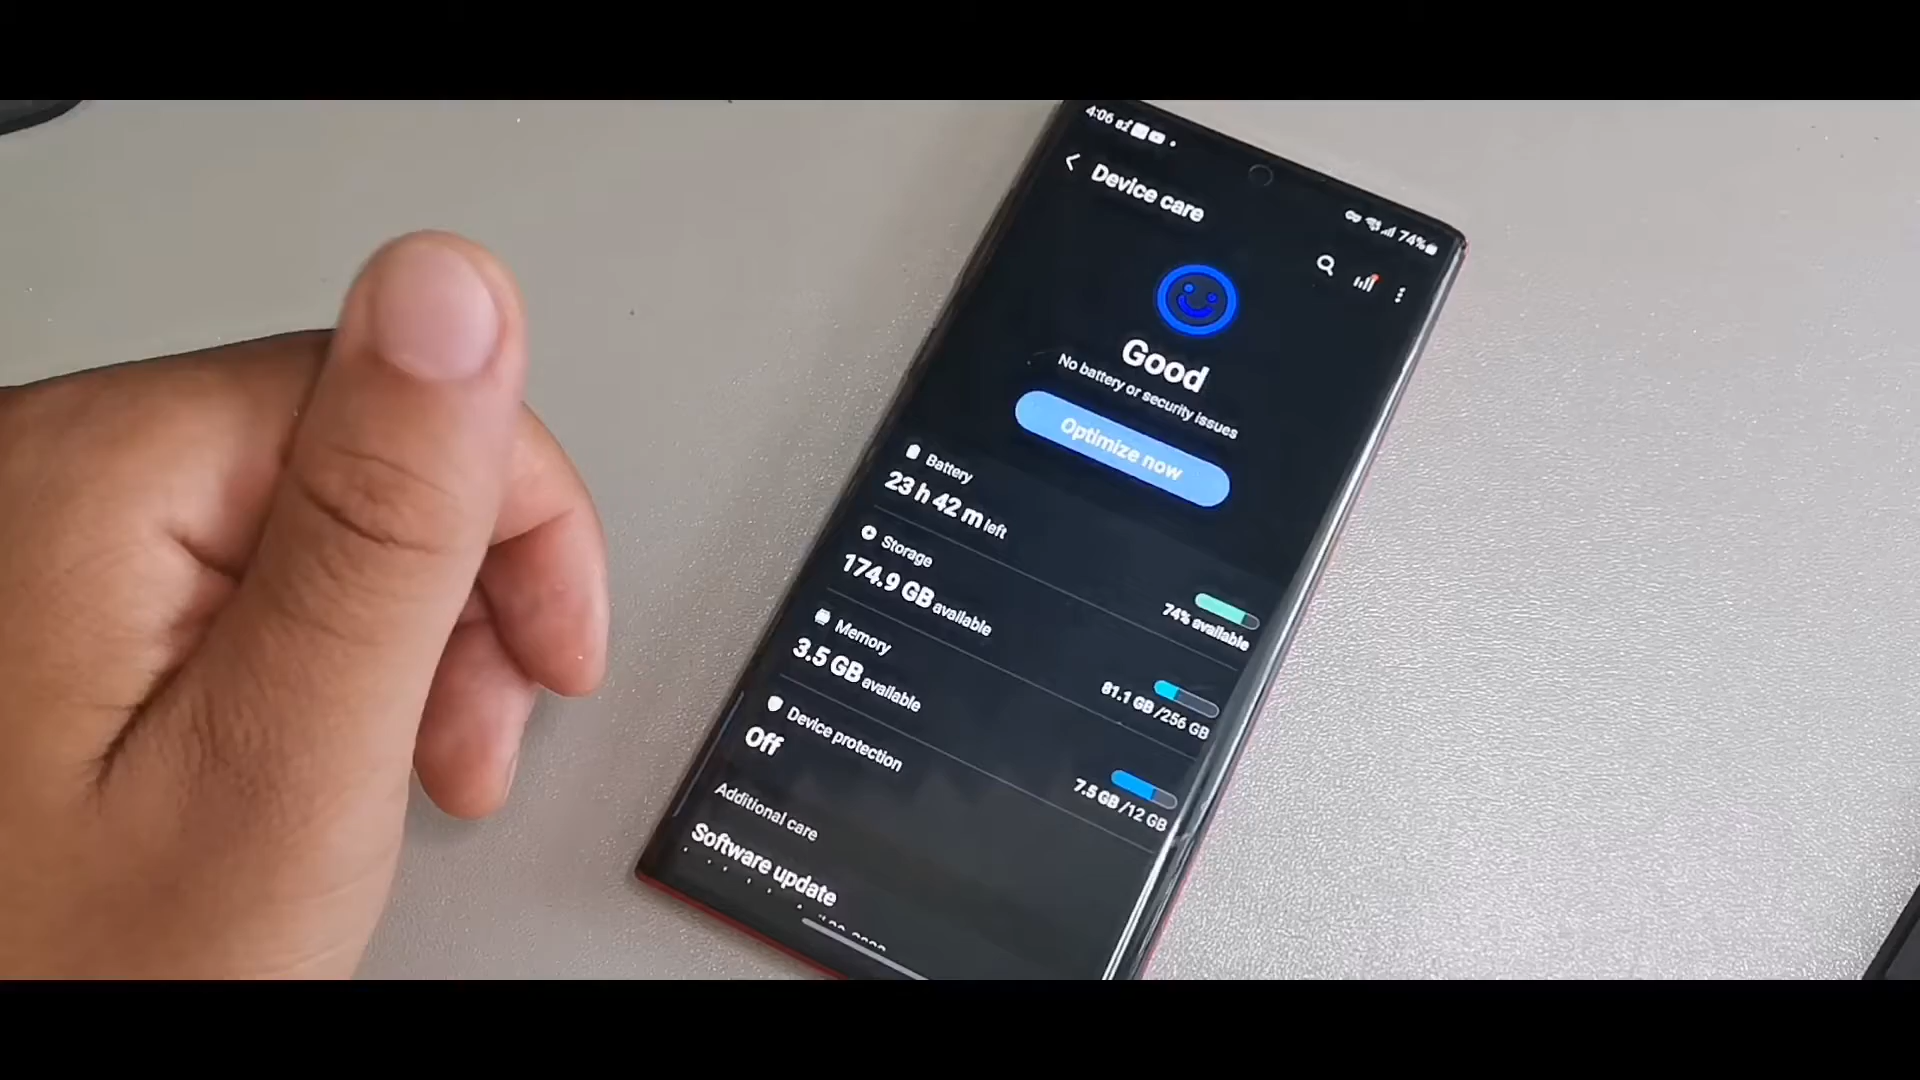 4:06
74%
Device care
Good
No battery or security issues
Optimize now
Battery
23 h 42 m left
74% available
Storage
174.9 GB available
81.1 GB /256 GB
Memory
3.5 GB available
7.5 GB /12 GB
Device protection
Off
Additional care
Software update